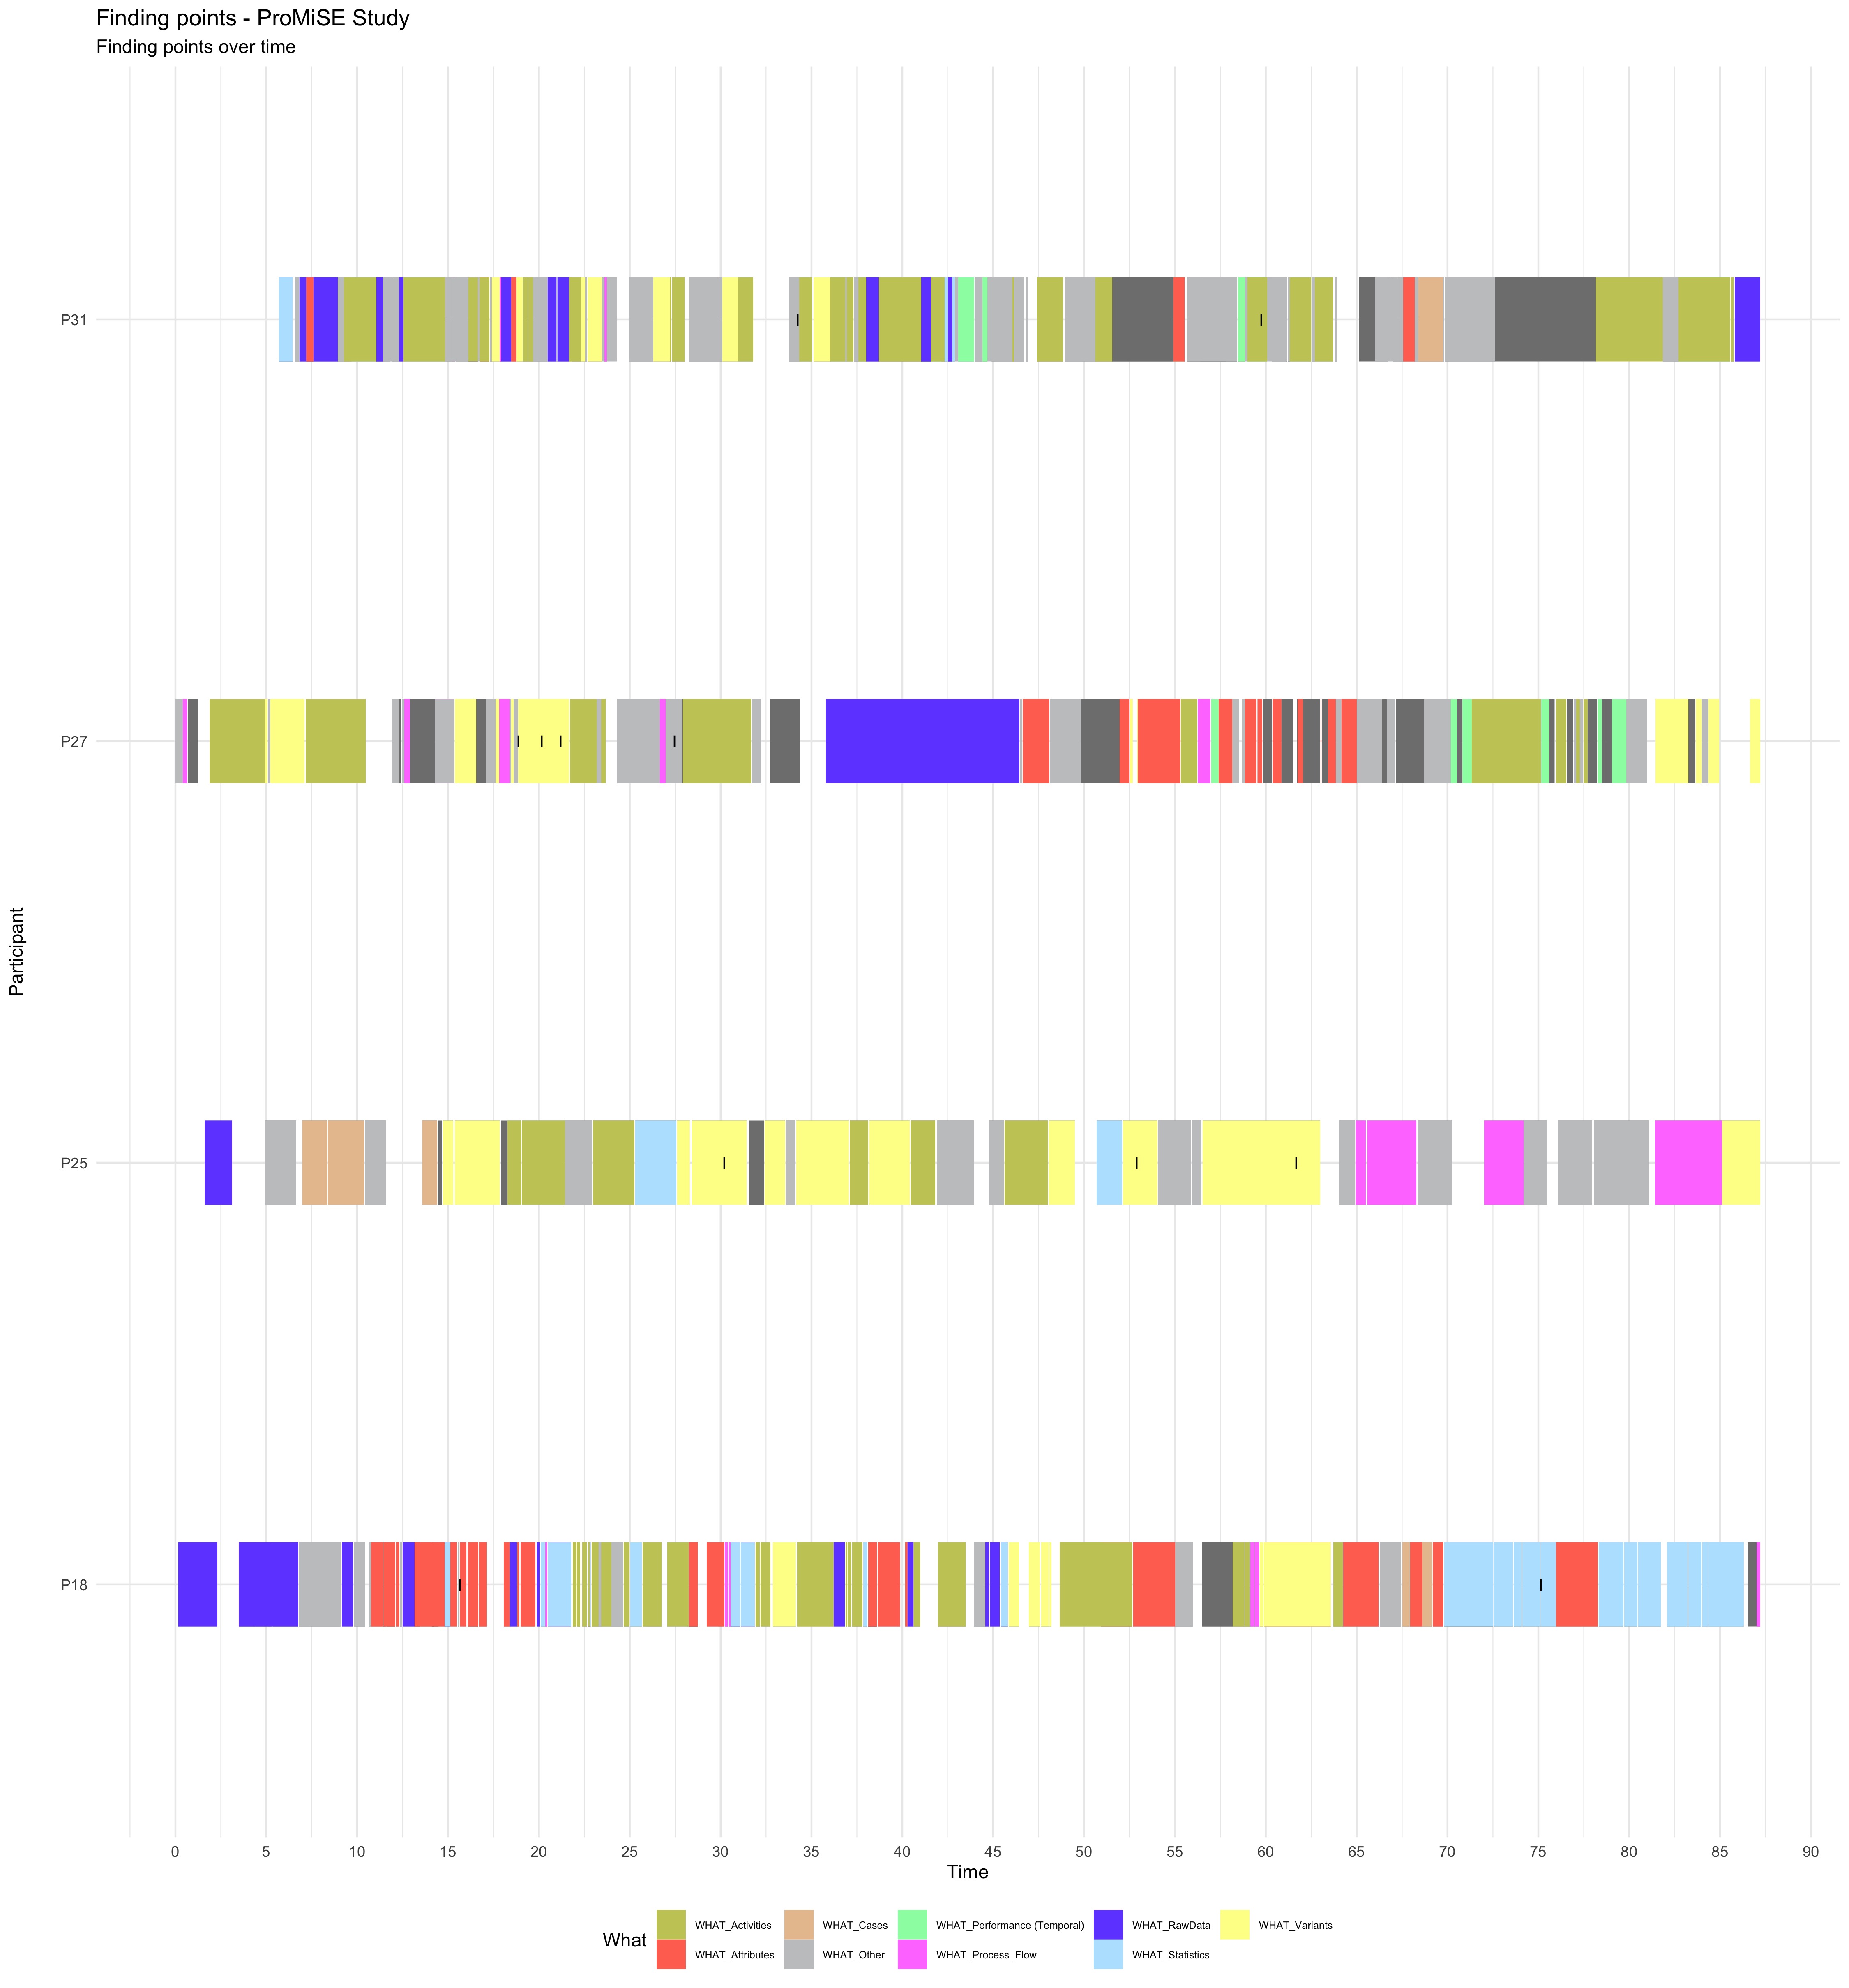 Finding points - ProMiSE Study
Finding points over time
P31
P27
P25
P18
Participant
0 5 10 15 20 25 30 35 40 45 50 55 60 65 70 75 80 85 90
Time
What
WHAT_Activities WHAT_Cases WHAT_Performance (Temporal) WHAT_RawData WHAT_Variants
WHAT_Attributes WHAT_Other WHAT_Process_Flow WHAT_Statistics